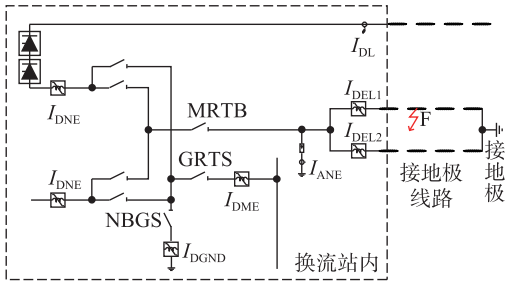 I_DL
I_DNE
MRTB
I_DEL1
F
I_DEL2
接地极
线路
接地极
I_ANE
GRTS
I_DNE
I_DME
NBGS
I_DGND
换流站内